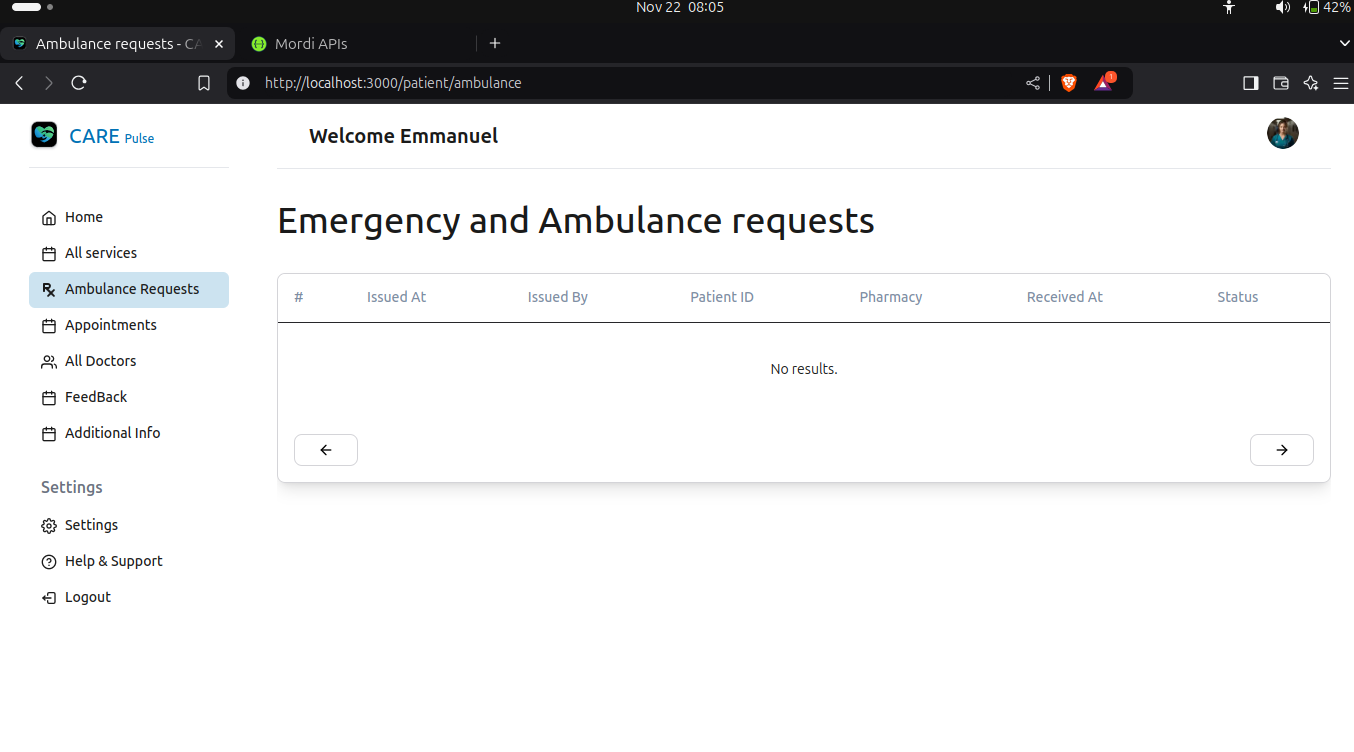 Nov 22 08:05
42%
Ambulance requests - CA
Mordi APIs
http://localhost:3000/patient/ambulance
1
CARE Pulse
Welcome Emmanuel
Home
All services
Ambulance Requests
Appointments
All Doctors
FeedBack
Additional Info
Settings
Settings
Help & Support
Logout
Emergency and Ambulance requests
# Issued At Issued By Patient ID Pharmacy Received At Status
No results.